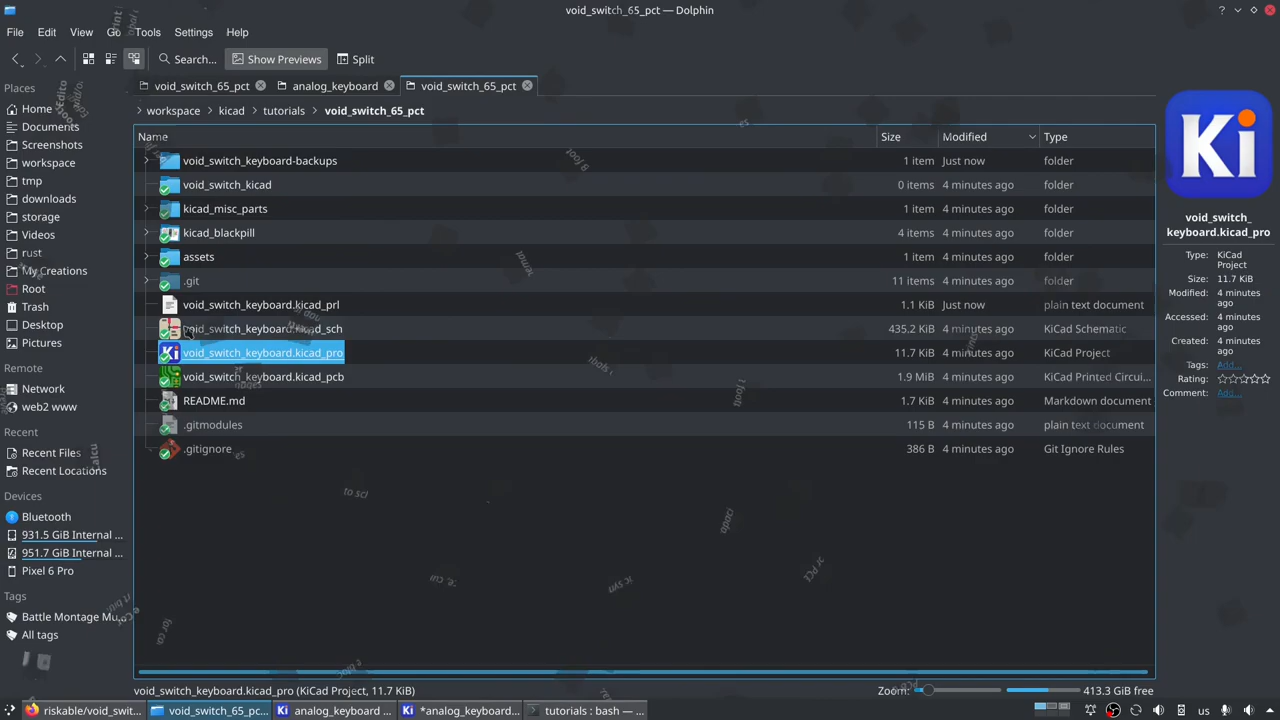 void_switch_65_pct — Dolphin
File Edit View Go Tools Settings Help
Search... Show Previews Split
Places
void_switch_65_pct analog_keyboard void_switch_65_pct
Home
workspace kicad tutorials void_switch_65_pct
Documents
Name Size Modified Type
Screenshots
workspace
void_switch_keyboard-backups 1 item Just now folder
tmp
void_switch_kicad 0 items 4 minutes ago folder
downloads
kicad_misc_parts 1 item 4 minutes ago folder
storage
kicad_blackpill 4 items 4 minutes ago folder
Videos
assets 1 item 4 minutes ago folder
rust
My Creations
.git 11 items 4 minutes ago folder
Root
void_switch_keyboard.kicad_prl 1.1 KiB Just now plain text document
Trash
Desktop
void_switch_keyboard.kicad_sch 435.2 KiB 4 minutes ago KiCad Schematic
Pictures
void_switch_keyboard.kicad_pro 11.7 KiB 4 minutes ago KiCad Project
Remote
void_switch_keyboard.kicad_pcb 1.9 MiB 4 minutes ago KiCad Printed Circui...
Network
README.md 1.7 KiB 4 minutes ago Markdown document
web2 www
.gitmodules 115 B 4 minutes ago plain text document
Recent
.gitignore 386 B 4 minutes ago Git Ignore Rules
Recent Files
Recent Locations
Devices
Bluetooth
931.5 GiB Internal ...
951.7 GiB Internal ...
Pixel 6 Pro
Tags
Battle Montage Mu...
All tags
Ki
void_switch_
keyboard.kicad_pro
Type: KiCad
Project
Size: 11.7 KiB
Modified: 4
minutes
ago
Accessed: 4
minutes
ago
Created: 4
minutes
ago
Tags: Add...
Rating:
Comment: Add...
void_switch_keyboard.kicad_pro (KiCad Project, 11.7 KiB) Zoom: 413.3 GiB free
riskable/void_swit... void_switch_65_pc... analog_keyboard ... *analog_keyboard... tutorials : bash — ... us